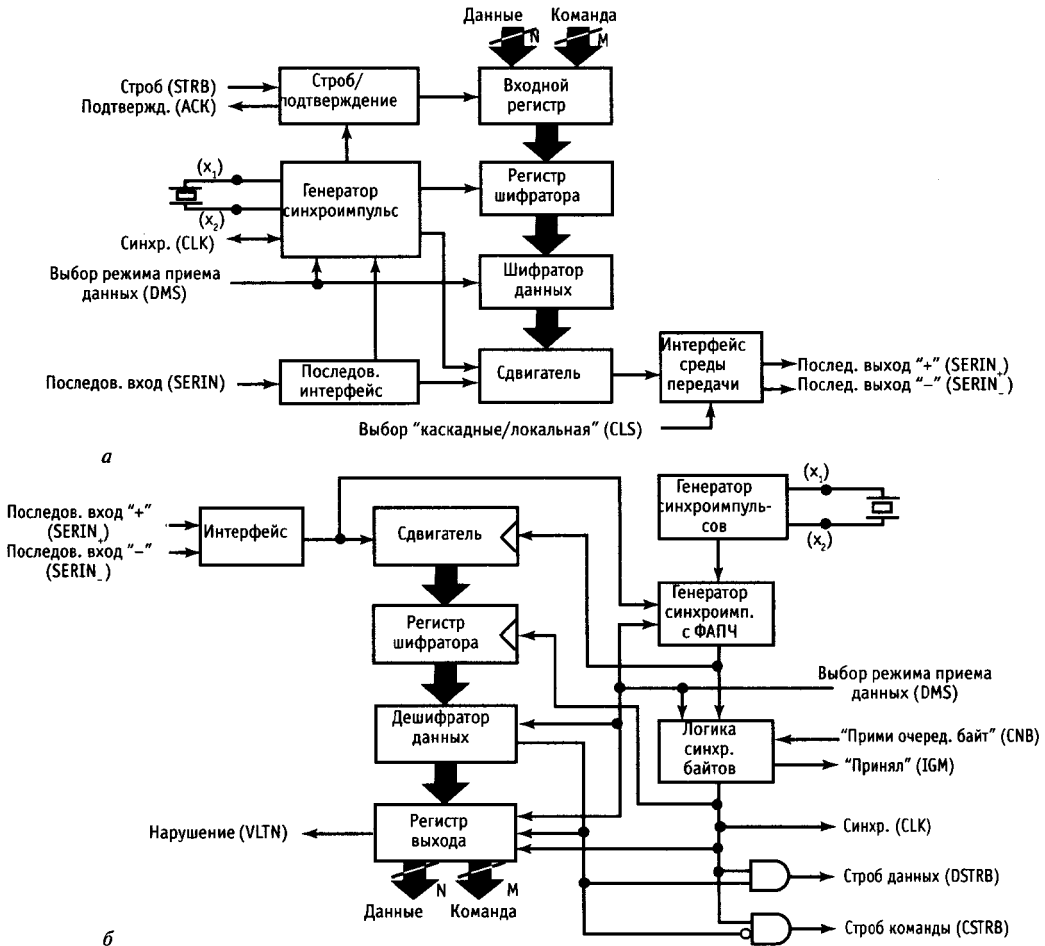 Данные
Команда
N
M
Строб (STRB)
Подтвержд. (ACK)
Строб/
подтверждение
Входной
регистр
(x₁)
(x₂)
Генератор
синхроимпульс
Регистр
шифратора
Синхр. (CLK)
Выбор режима приема
данных (DMS)
Шифратор
данных
Последов. вход (SERIN)
Последов.
интерфейс
Сдвигатель
Интерфейс
среды
передачи
Послед. выход “+” (SERIN₊)
Послед. выход “−” (SERIN₋)
Выбор “каскадные/локальная” (CLS)
а
Последов. вход “+”
(SERIN₊)
Последов. вход “−”
(SERIN₋)
Интерфейс
Сдвигатель
Генератор
синхроимпуль-
сов
(x₁)
(x₂)
Регистр
шифратора
Генератор
синхроимп.
с ФАПЧ
Выбор режима приема
данных (DMS)
Дешифратор
данных
Логика
синхр.
байтов
“Прими очеред. байт” (CNB)
“Принял” (IGM)
Нарушение (VLTN)
Регистр
выхода
Синхр. (CLK)
N
M
Данные
Команда
Строб данных (DSTRB)
Строб команды (CSTRB)
б